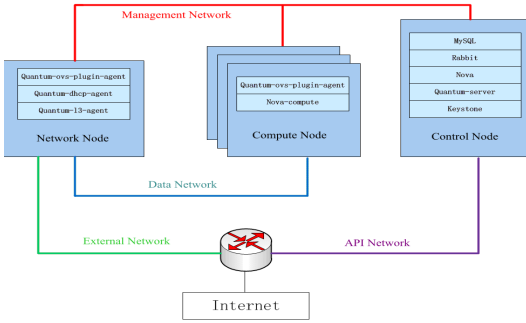 Management Network
Quantum-ovs-plugin-agent
Quantum-dhcp-agent
Quantum-l3-agent
Network Node
Quantum-ovs-plugin-agent
Nova-compute
Compute Node
MySQL
Rabbit
Nova
Quantum-server
Keystone
Control Node
Data Network
External Network
API Network
Internet